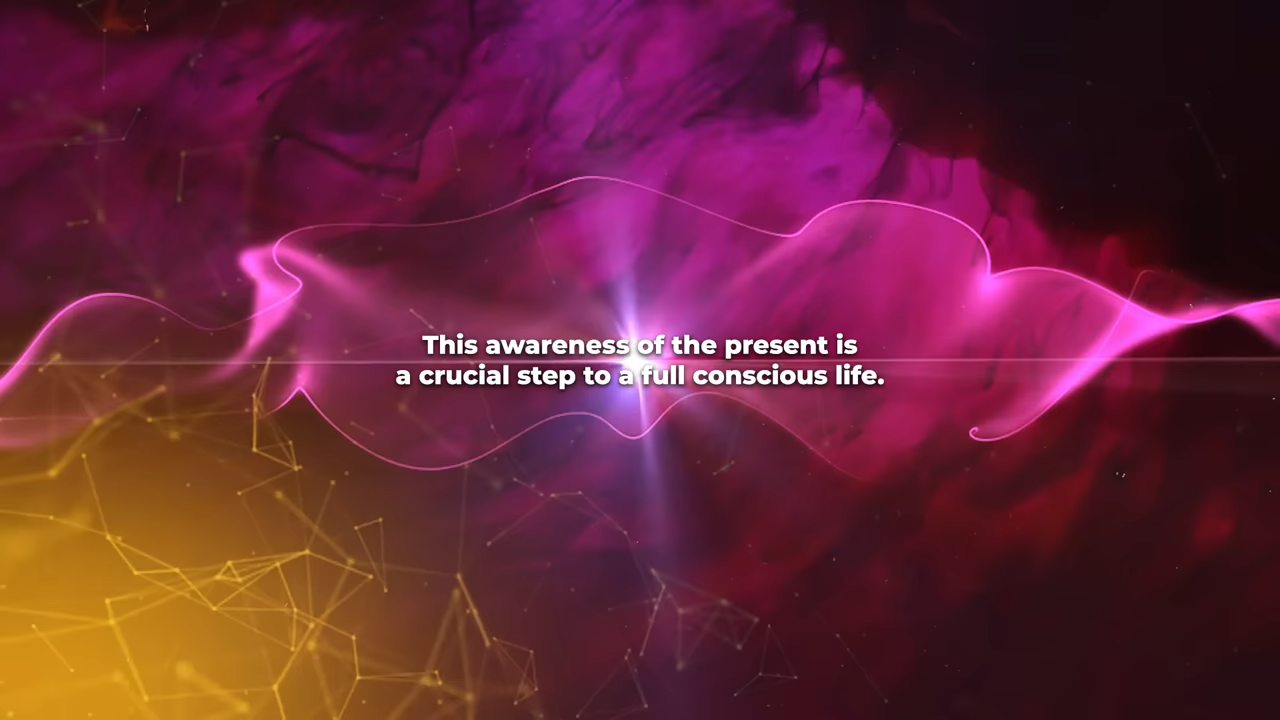 This awareness of the present is
a crucial step to a full conscious life.